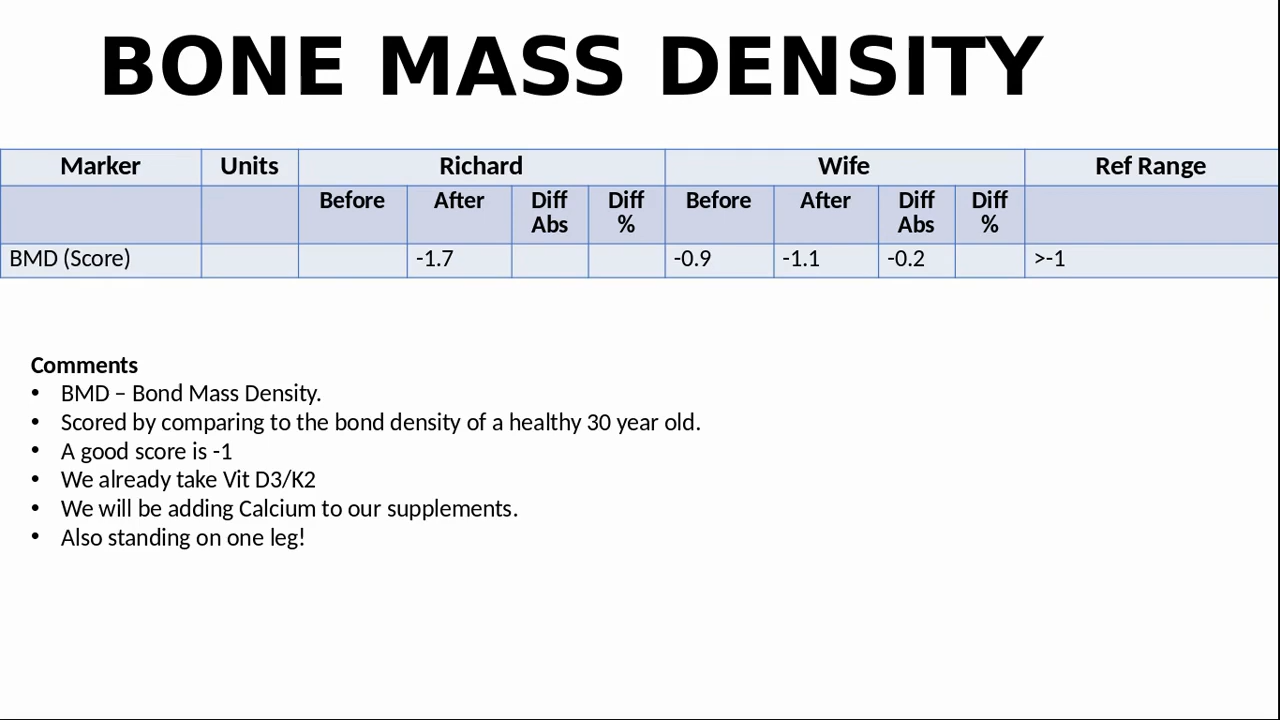 BONE MASS DENSITY
Marker Units Richard Wife Ref Range
Before After Diff Abs Diff % Before After Diff Abs Diff %
BMD (Score) -1.7 -0.9 -1.1 -0.2 >-1
Comments
• BMD – Bond Mass Density.
• Scored by comparing to the bond density of a healthy 30 year old.
• A good score is -1
• We already take Vit D3/K2
• We will be adding Calcium to our supplements.
• Also standing on one leg!